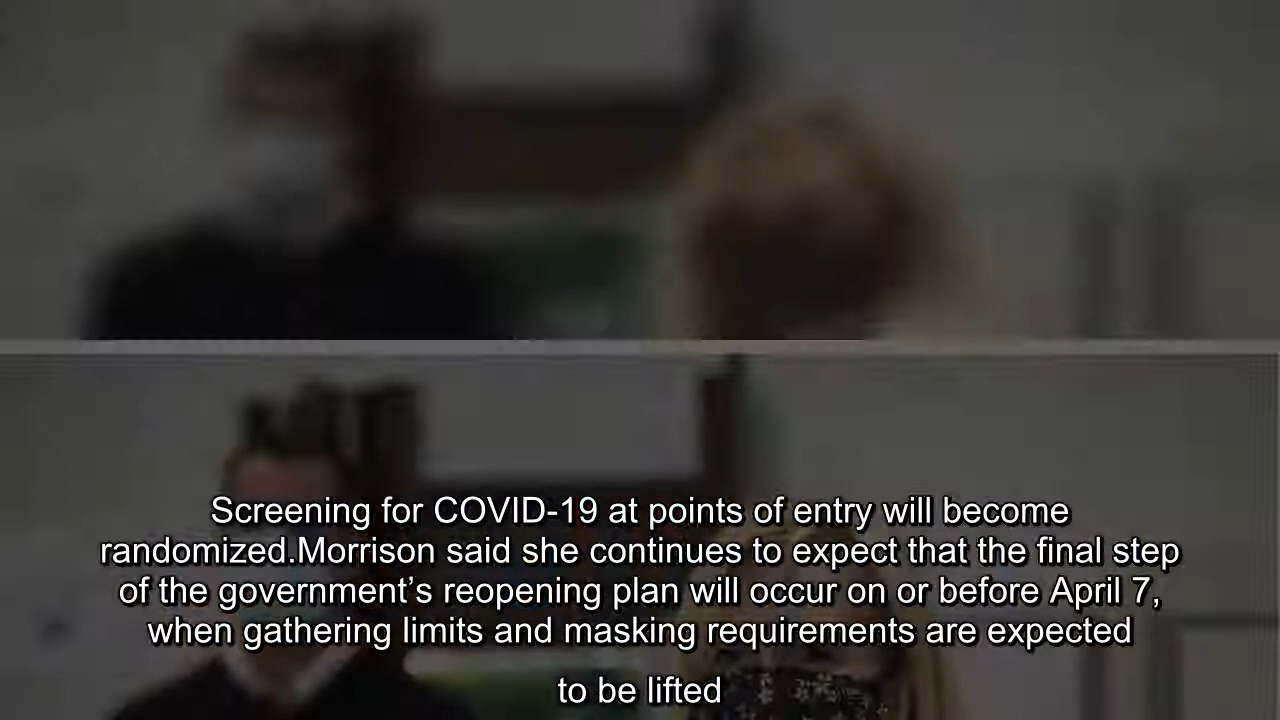 Screening for COVID-19 at points of entry will become
randomized.Morrison said she continues to expect that the final step
of the government’s reopening plan will occur on or before April 7,
when gathering limits and masking requirements are expected
to be lifted